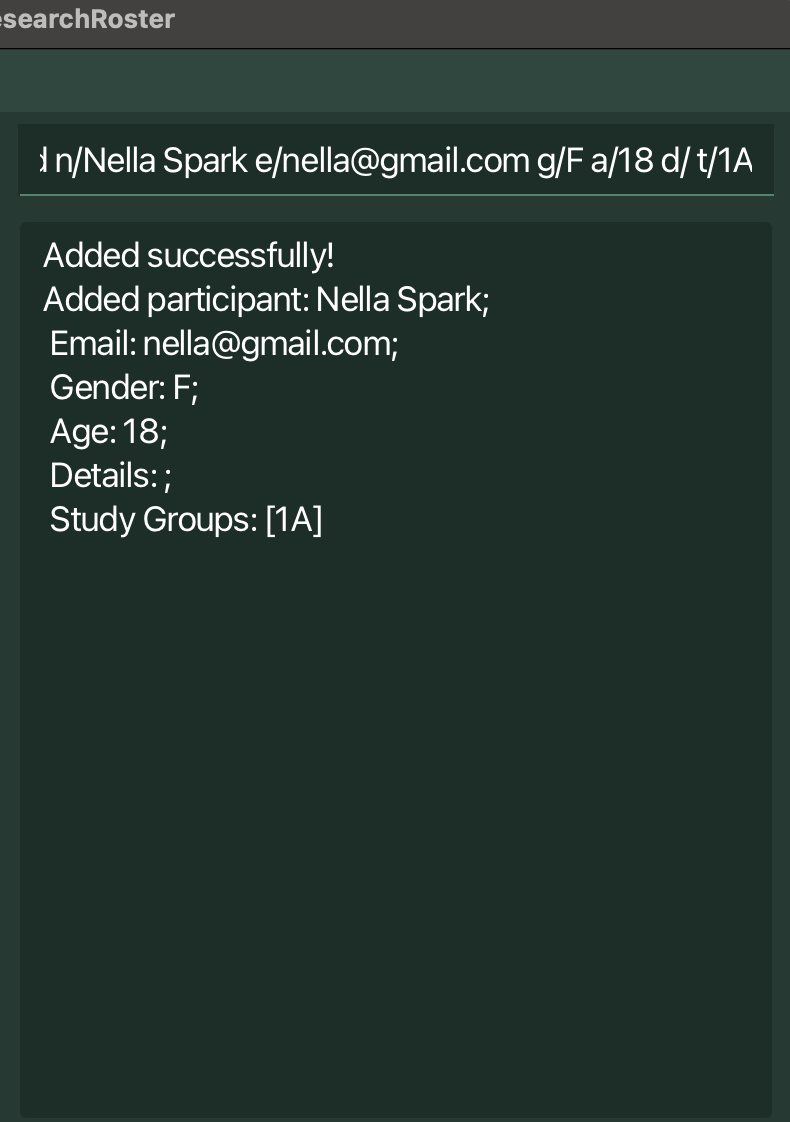 esearchRoster
d n/Nella Spark e/nella@gmail.com g/F a/18 d/ t/1A
Added successfully!
Added participant: Nella Spark;
Email: nella@gmail.com;
Gender: F;
Age: 18;
Details: ;
Study Groups: [1A]